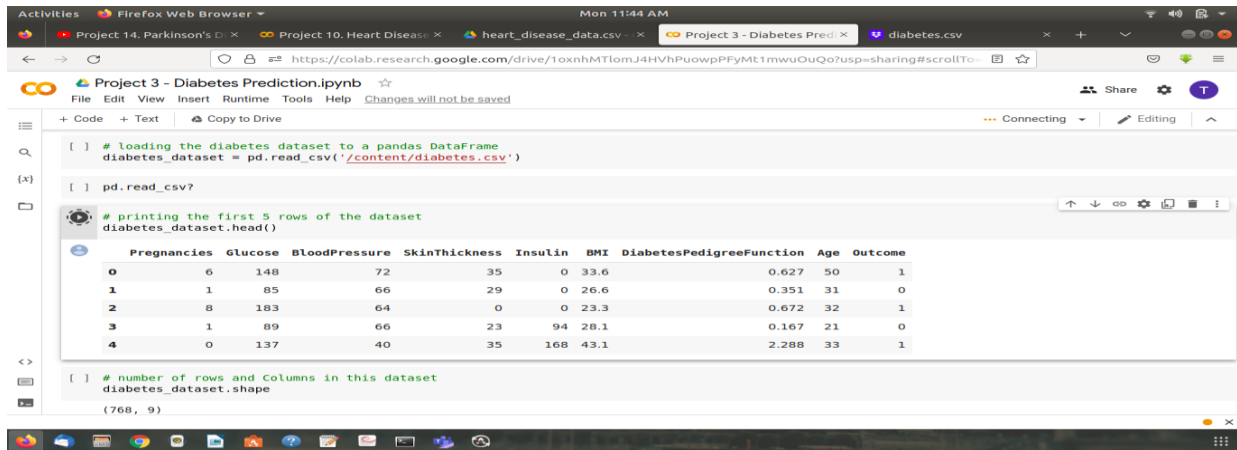 Activities Firefox Web Browser Mon 11:44 AM
Project 14. Parkinson's Di Project 10. Heart Disease heart_disease_data.csv - Project 3 - Diabetes Predi diabetes.csv
https://colab.research.google.com/drive/1oxnhMTlomJ4HVhPuowpPFyMt1mwuOuQo?usp=sharing#scrollTo=
CO Project 3 - Diabetes Prediction.ipynb
Share T
File Edit View Insert Runtime Tools Help Changes will not be saved
+ Code + Text Copy to Drive Connecting Editing
[ ] # loading the diabetes dataset to a pandas DataFrame
diabetes_dataset = pd.read_csv('/content/diabetes.csv')
{x}
[ ] pd.read_csv?
# printing the first 5 rows of the dataset
diabetes_dataset.head()
Pregnancies Glucose BloodPressure SkinThickness Insulin BMI DiabetesPedigreeFunction Age Outcome
0 6 148 72 35 0 33.6 0.627 50 1
1 1 85 66 29 0 26.6 0.351 31 0
2 8 183 64 0 0 23.3 0.672 32 1
3 1 89 66 23 94 28.1 0.167 21 0
4 0 137 40 35 168 43.1 2.288 33 1
[ ] # number of rows and Columns in this dataset
diabetes_dataset.shape
(768, 9)